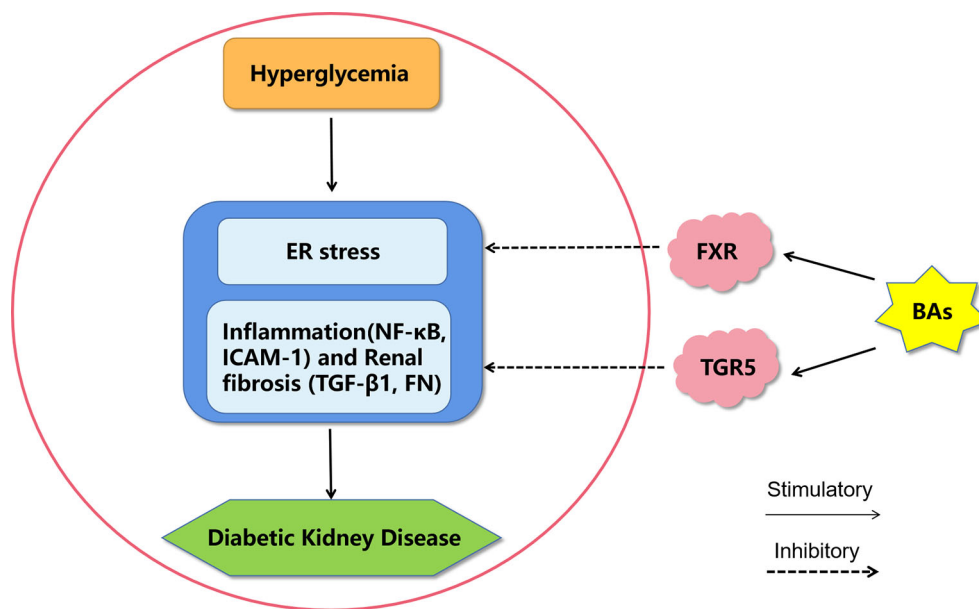 Hyperglycemia
ER stress
FXR
BAs
Inflammation(NF-κB,
ICAM-1) and Renal
fibrosis (TGF-β1, FN)
TGR5
Stimulatory
Diabetic Kidney Disease
Inhibitory